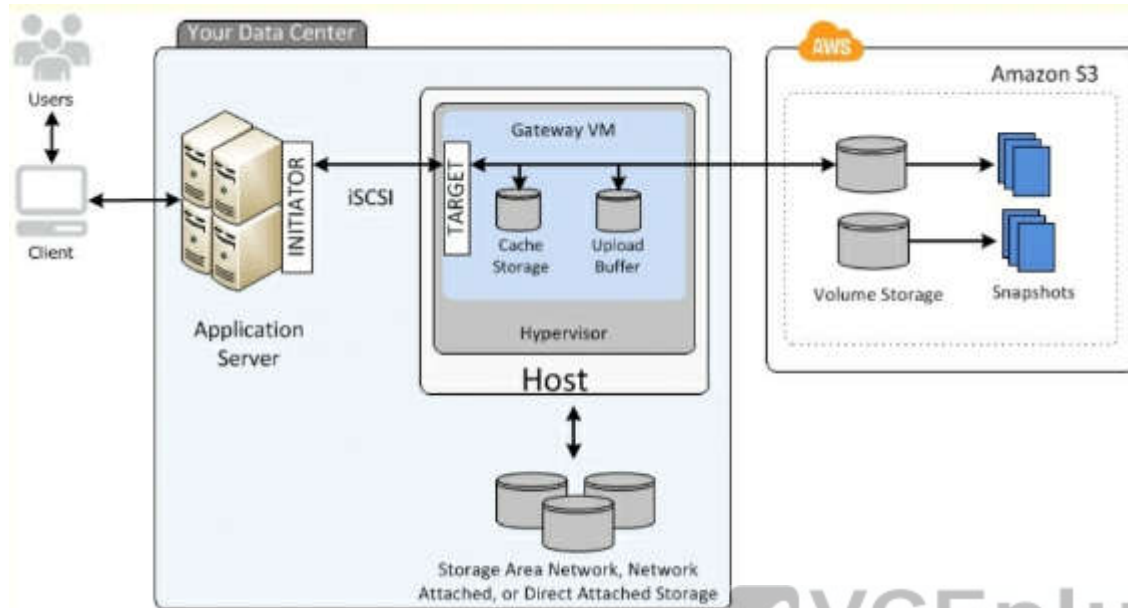 Your Data Center
AWS
Amazon S3
Users
Gateway VM
INITIATOR
iSCSI
TARGET
Client
Cache
Storage
Upload
Buffer
Volume Storage
Snapshots
Application
Server
Hypervisor
Host
Storage Area Network, Network
Attached, or Direct Attached Storage